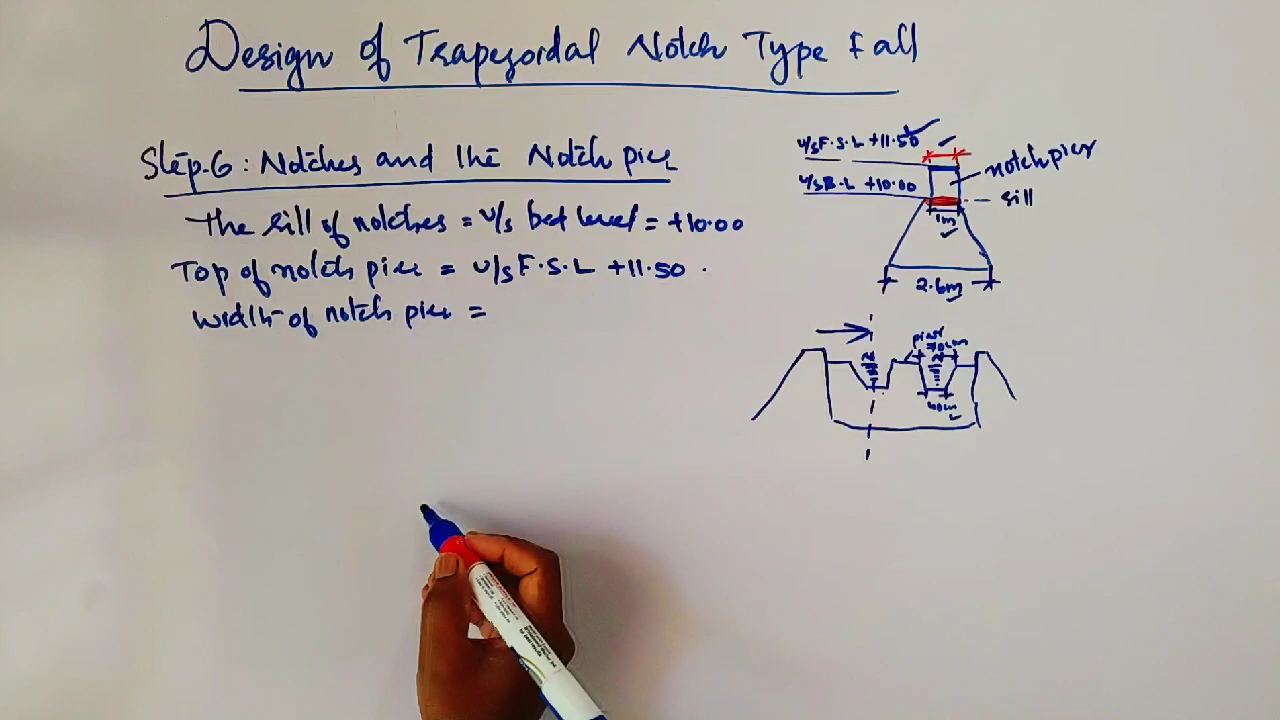 Design of Trapezoidal Notch Type Fall
Step.6: Notches and the Notch pier
The sill of notches = u/s bed level = +10.00
Top of notch pier = u/s F.S.L +11.50.
Width of notch pier =
u/s F.S.L +11.50
u/s B.L +10.00
notch pier
sill
1m
2.6m
pier
70cm